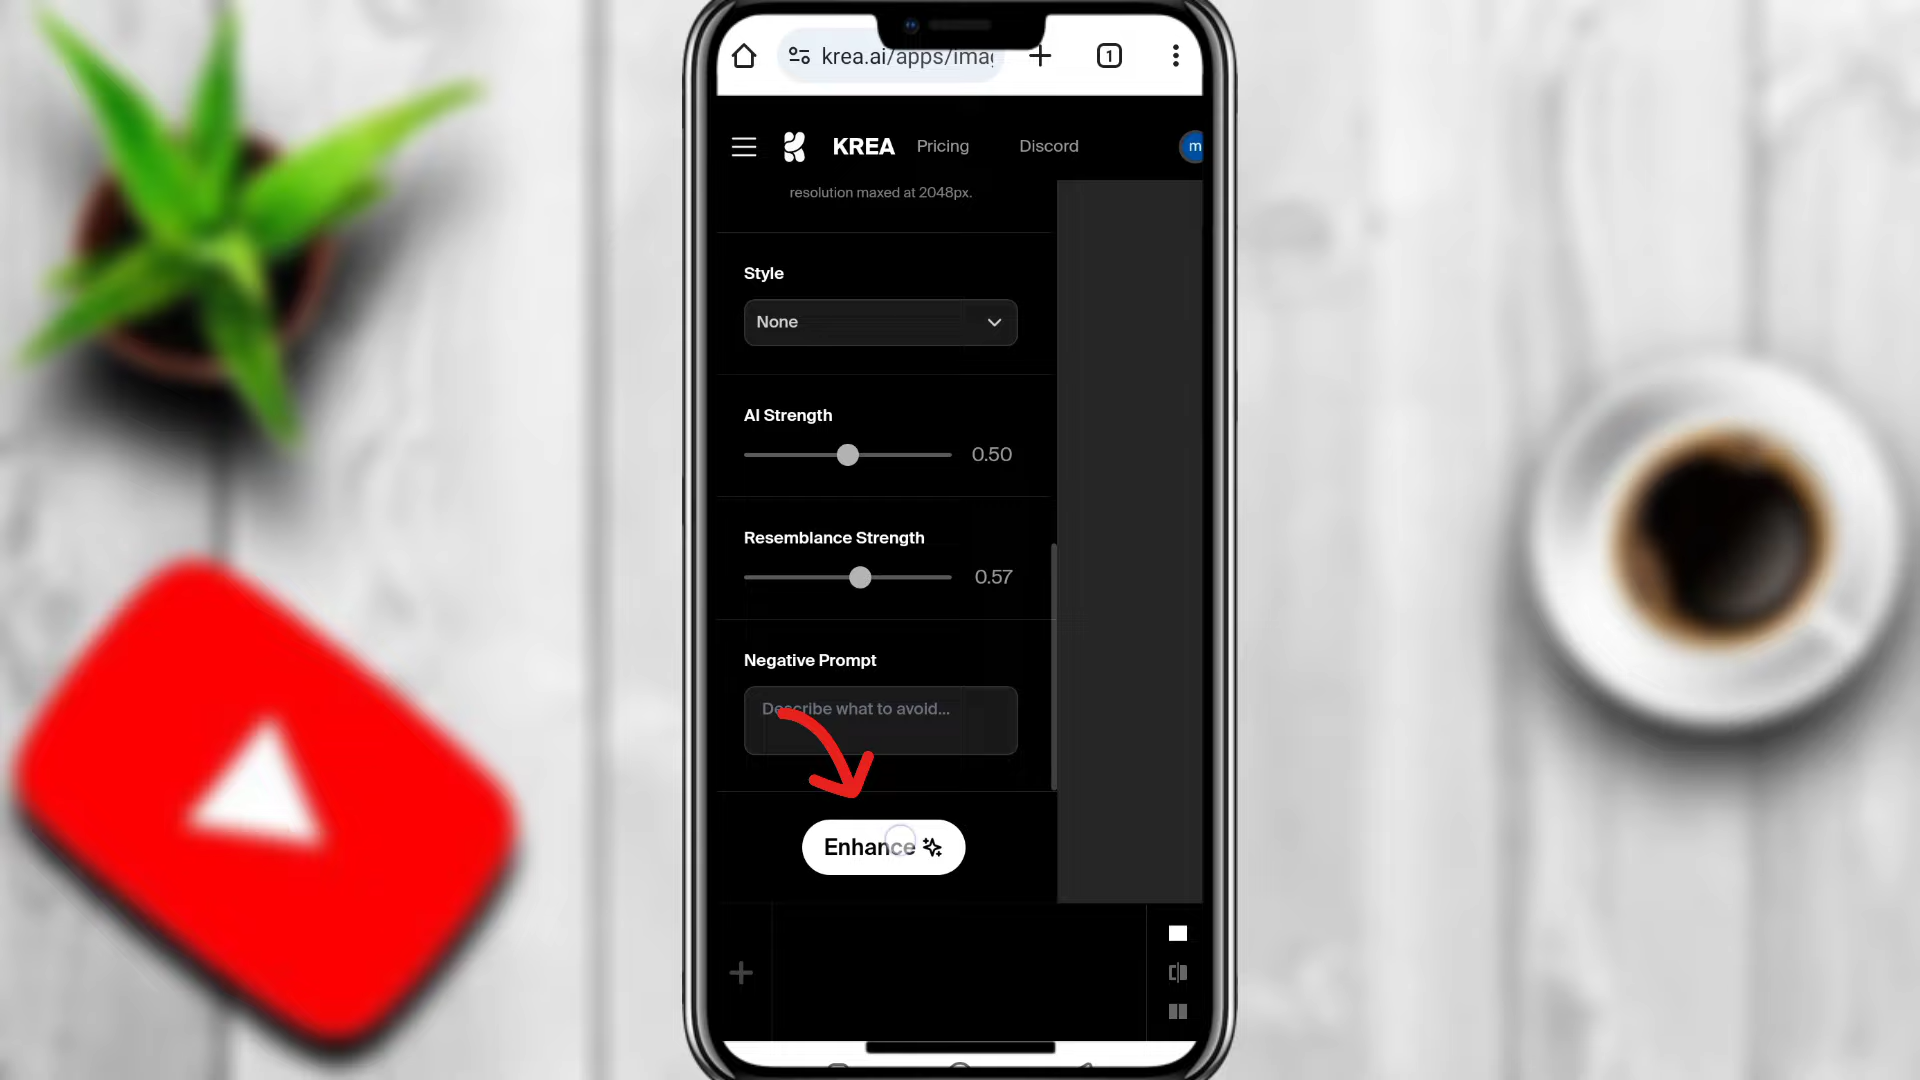 krea.ai/apps/imag
1
KREA
Pricing
Discord
m
resolution maxed at 2048px.
Style
None
AI Strength
0.50
Resemblance Strength
0.57
Negative Prompt
Describe what to avoid...
Enhance